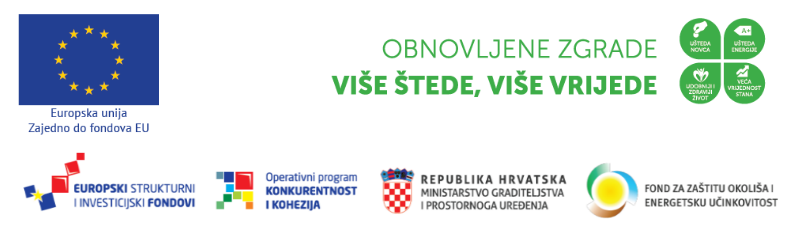 Europska unija
Zajedno do fondova EU
OBNOVLJENE ZGRADE
VIŠE ŠTEDE, VIŠE VRIJEDE
UŠTEDA
NOVCA
A+
UŠTEDA
ENERGIJE
UDOBNIJI I
ZDRAVIJI
ŽIVOT
VEĆA
VRIJEDNOST
STANA
EUROPSKI STRUKTURNI
I INVESTICIJSKI FONDOVI
Operativni program
KONKURENTNOST
I KOHEZIJA
REPUBLIKA HRVATSKA
MINISTARSTVO GRADITELJSTVA
I PROSTORNOGA UREĐENJA
FOND ZA ZAŠTITU OKOLIŠA I
ENERGETSKU UČINKOVITOST